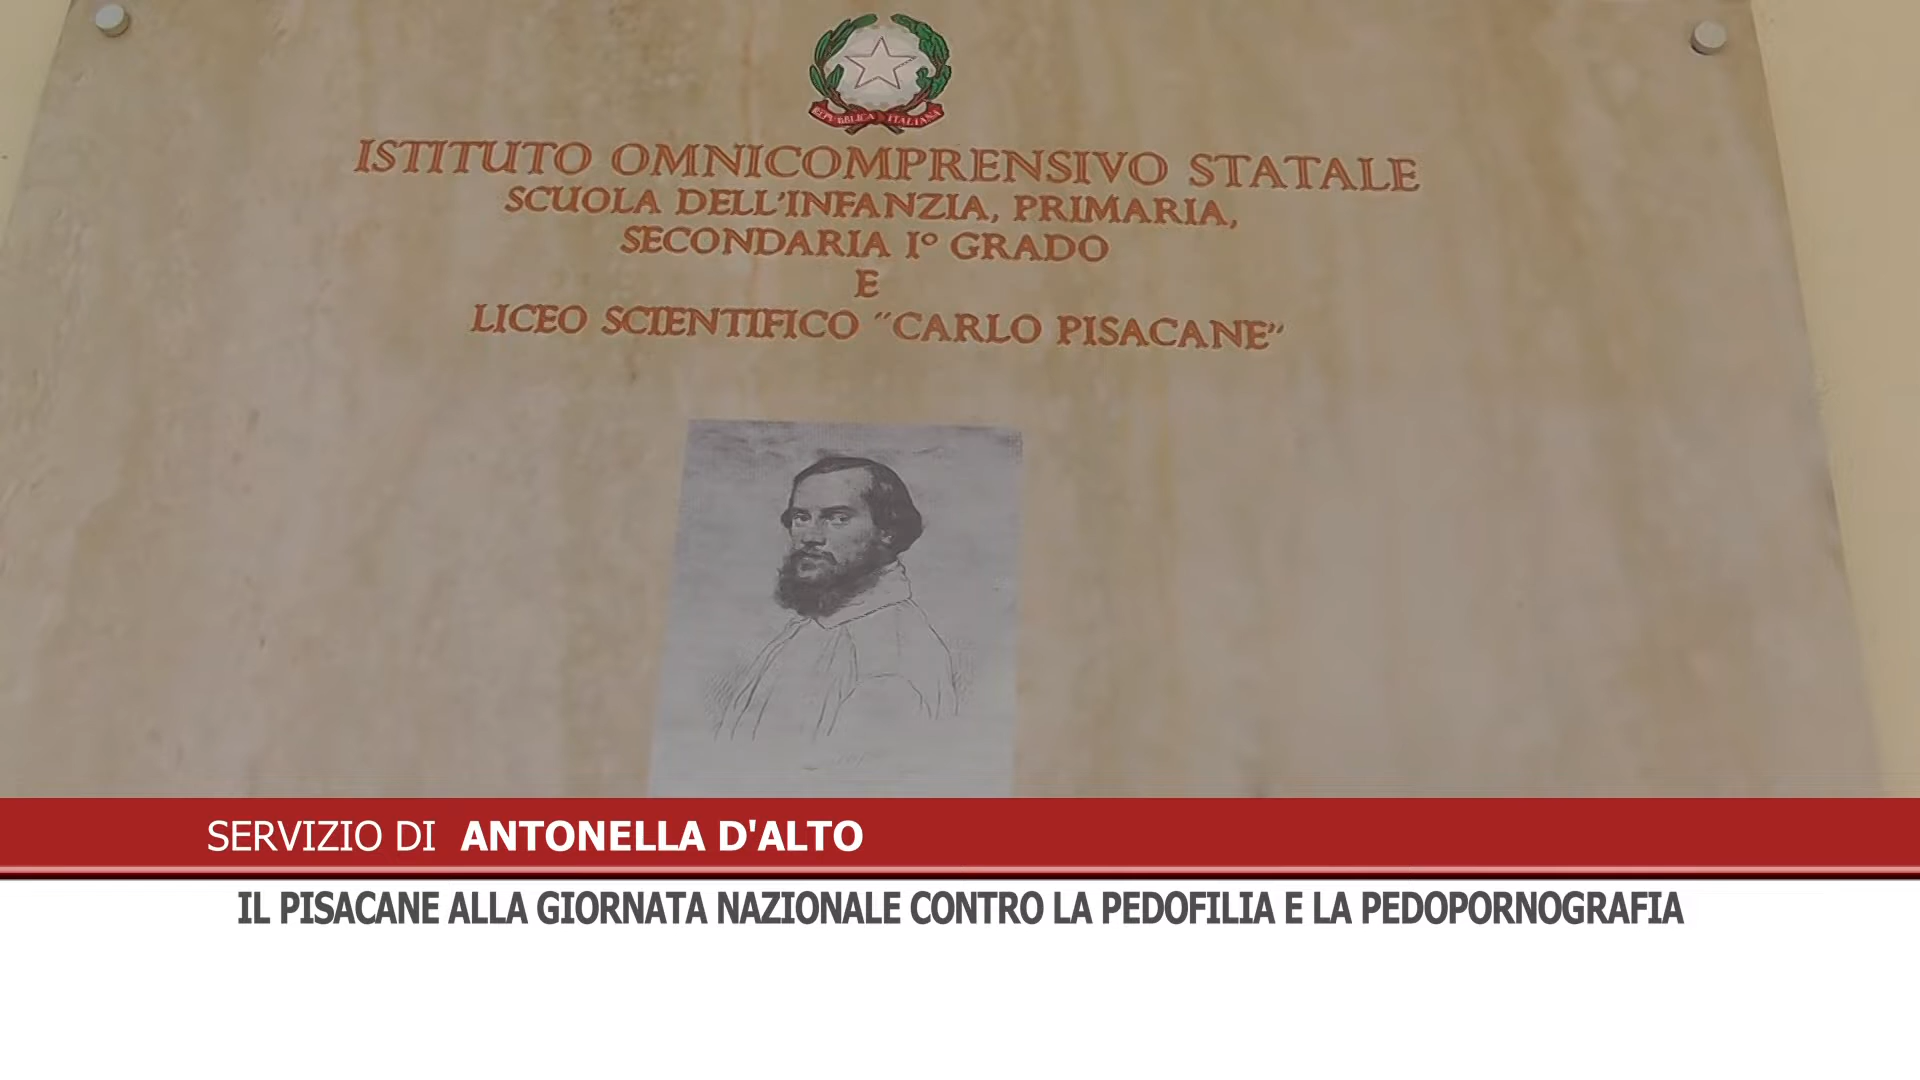 REPUBBLICA ITALIANA
ISTITUTO OMNICOMPRENSIVO STATALE
SCUOLA DELL'INFANZIA, PRIMARIA,
SECONDARIA I° GRADO
E
LICEO SCIENTIFICO "CARLO PISACANE"
SERVIZIO DI ANTONELLA D'ALTO
IL PISACANE ALLA GIORNATA NAZIONALE CONTRO LA PEDOFILIA E LA PEDOPORNOGRAFIA